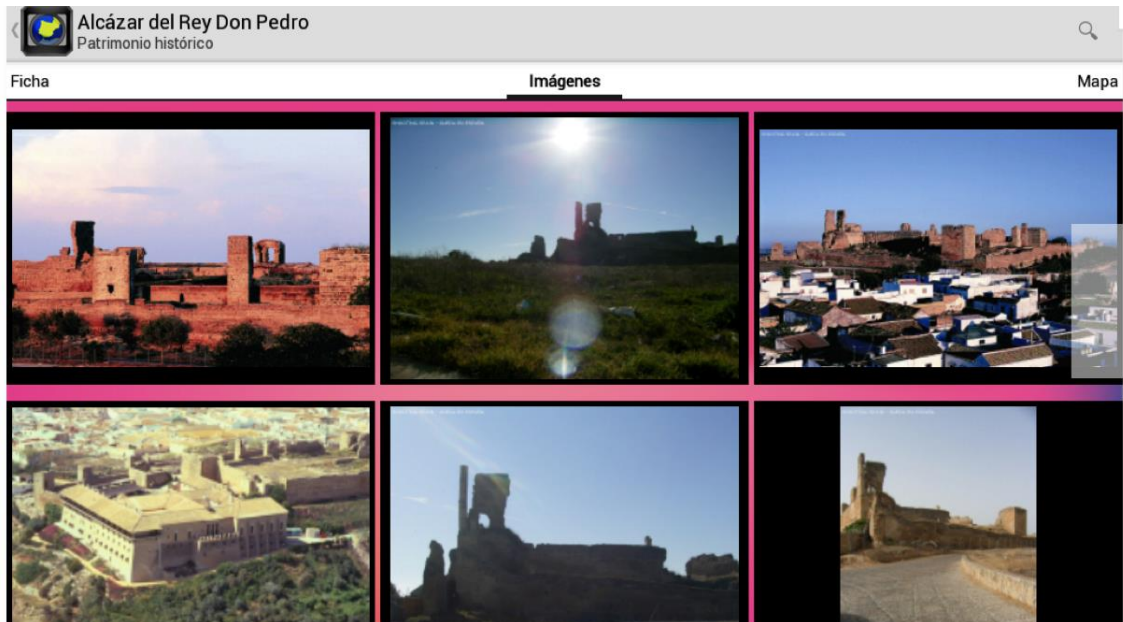 Alcázar del Rey Don Pedro
Patrimonio histórico
Ficha
Imágenes
Mapa